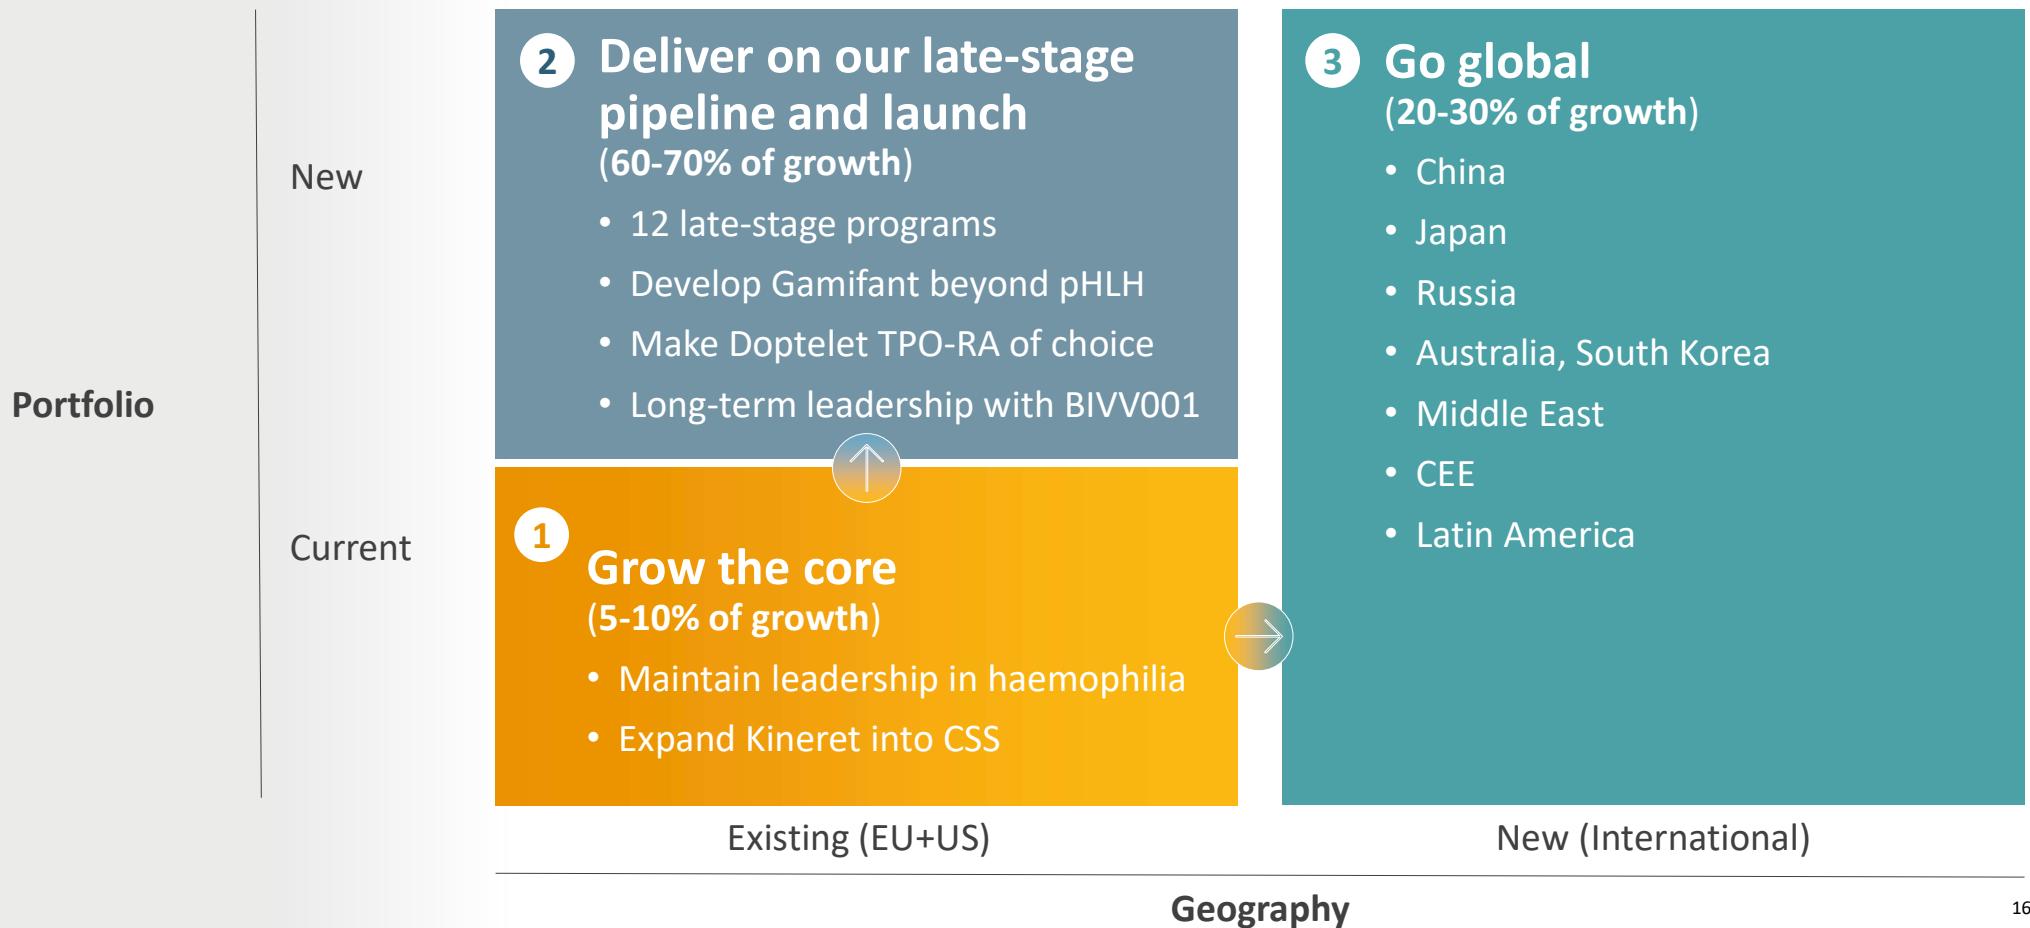 Portfolio
New
Current
2
Deliver on our late-stage
pipeline and launch
(60-70% of growth)
• 12 late-stage programs
• Develop Gamifant beyond pHLH
• Make Doptelet TPO-RA of choice
• Long-term leadership with BIVV001
1
Grow the core
(5-10% of growth)
• Maintain leadership in haemophilia
• Expand Kineret into CSS
3
Go global
(20-30% of growth)
• China
• Japan
• Russia
• Australia, South Korea
• Middle East
• CEE
• Latin America
Existing (EU+US)
New (International)
Geography
16